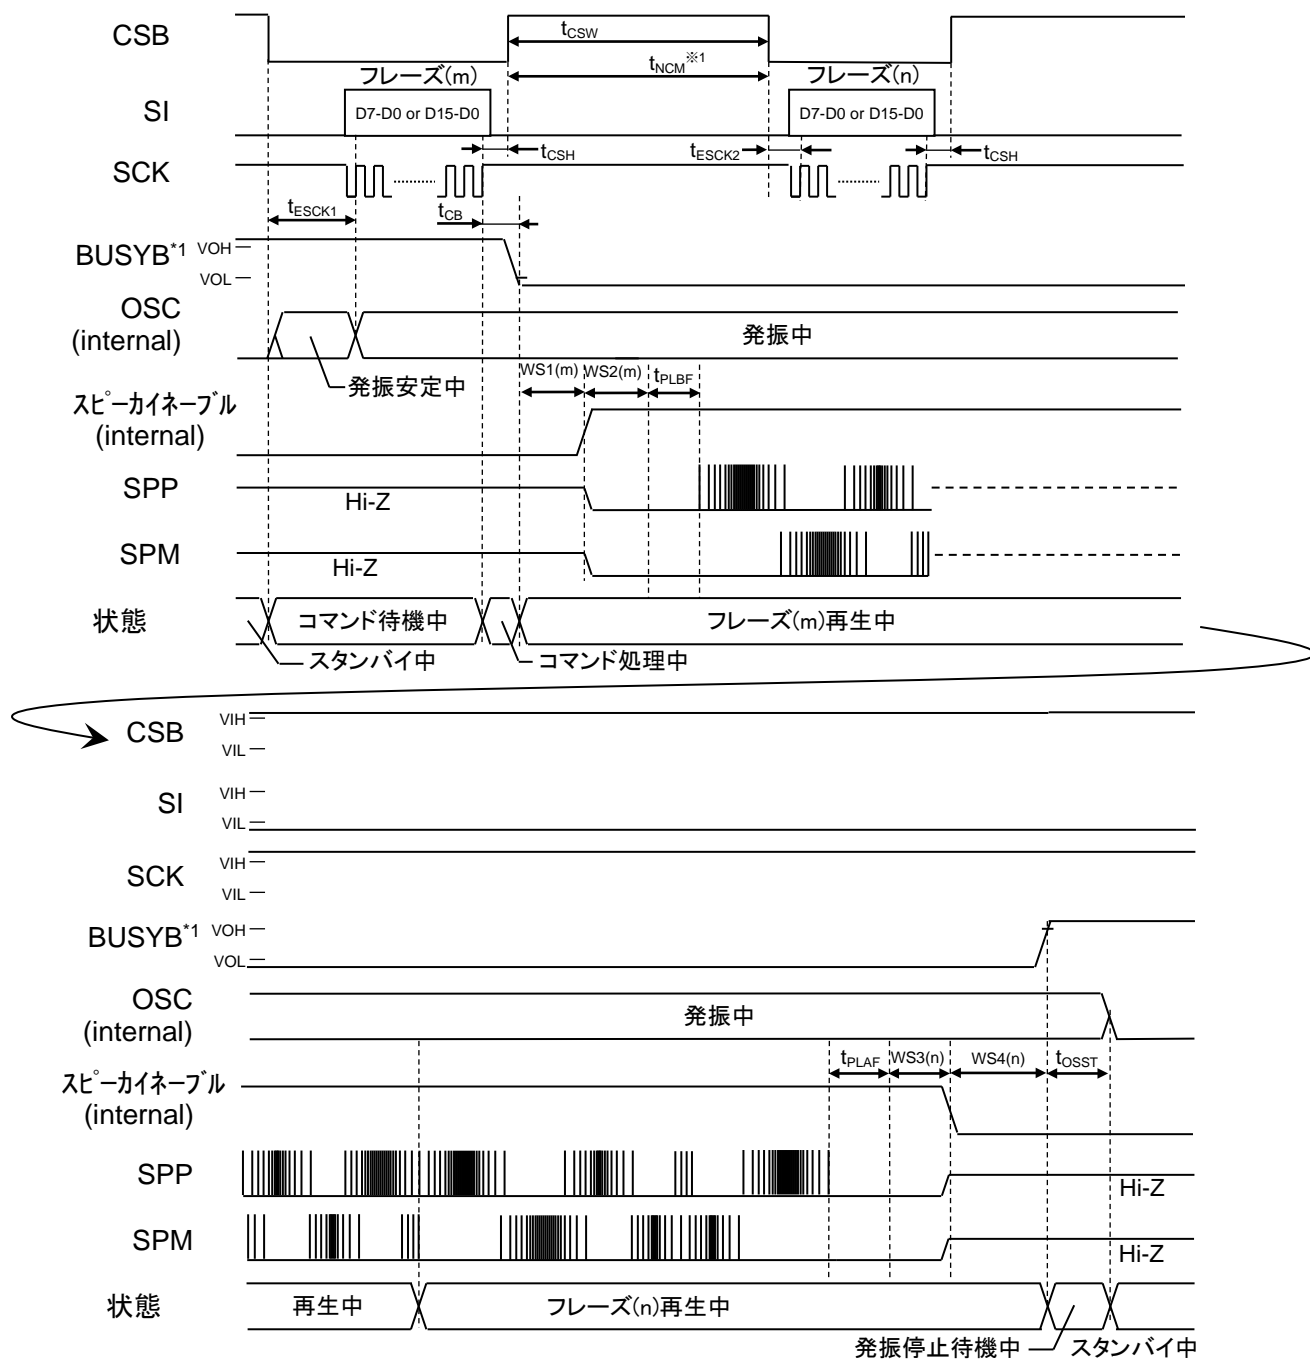 CSB
tCSW
tNCM※1
フレーズ(m)
フレーズ(n)
SI
D7-D0 or D15-D0
D7-D0 or D15-D0
tCSH
tESCK2
tCSH
SCK
tESCK1
tCB
BUSYB*1
VOH
VOL
OSC
(internal)
発振中
発振安定中
WS1(m)
WS2(m)
tPLBF
スピーカイネーブル
(internal)
SPP
Hi-Z
SPM
Hi-Z
状態
コマンド待機中
フレーズ(m)再生中
スタンバイ中
コマンド処理中
CSB
VIH
VIL
SI
VIH
VIL
SCK
VIH
VIL
BUSYB*1
VOH
VOL
OSC
(internal)
発振中
tPLAF
WS3(n)
WS4(n)
tOSST
スピーカイネーブル
(internal)
SPP
Hi-Z
SPM
Hi-Z
状態
再生中
フレーズ(n)再生中
発振停止待機中
スタンバイ中